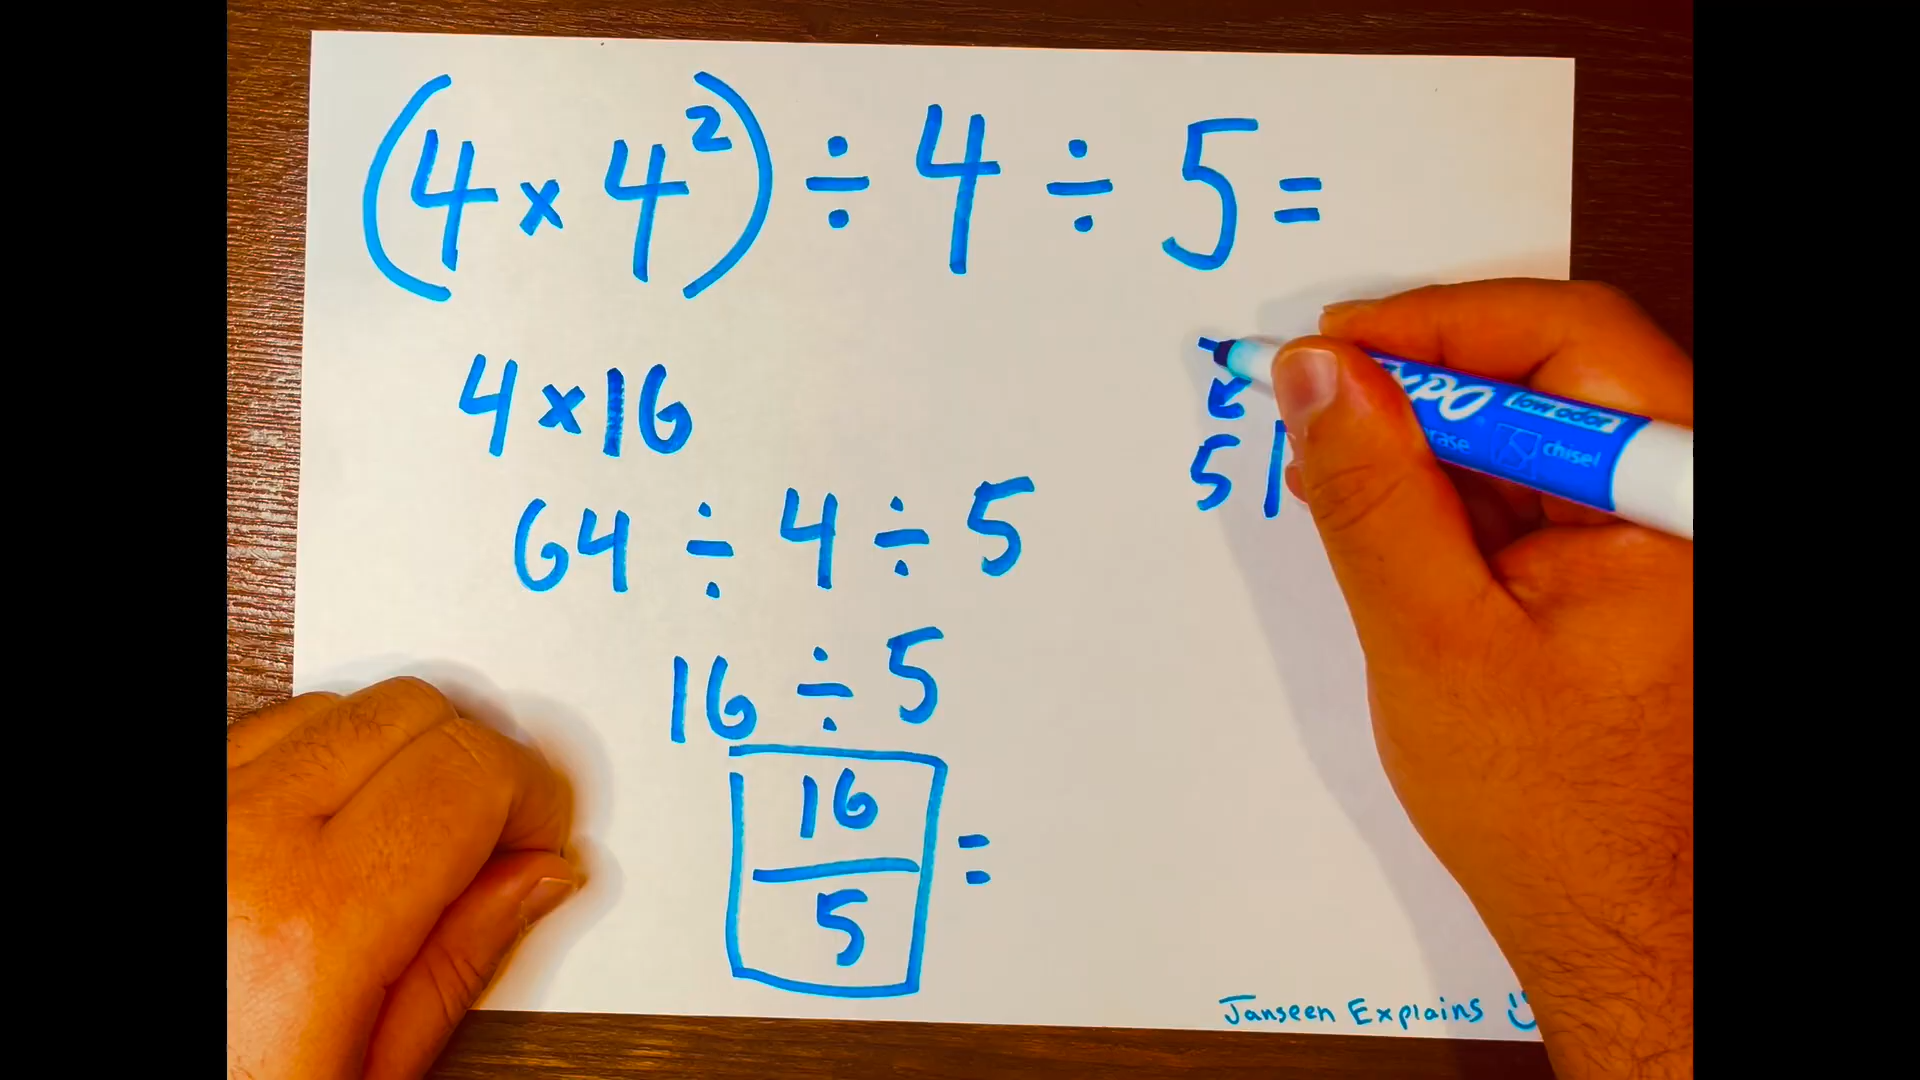 (4 × 4²) ÷ 4 ÷ 5 =
4 × 16
64 ÷ 4 ÷ 5
16 ÷ 5
16
5
=
5
low odor
chisel
Janseen Explains